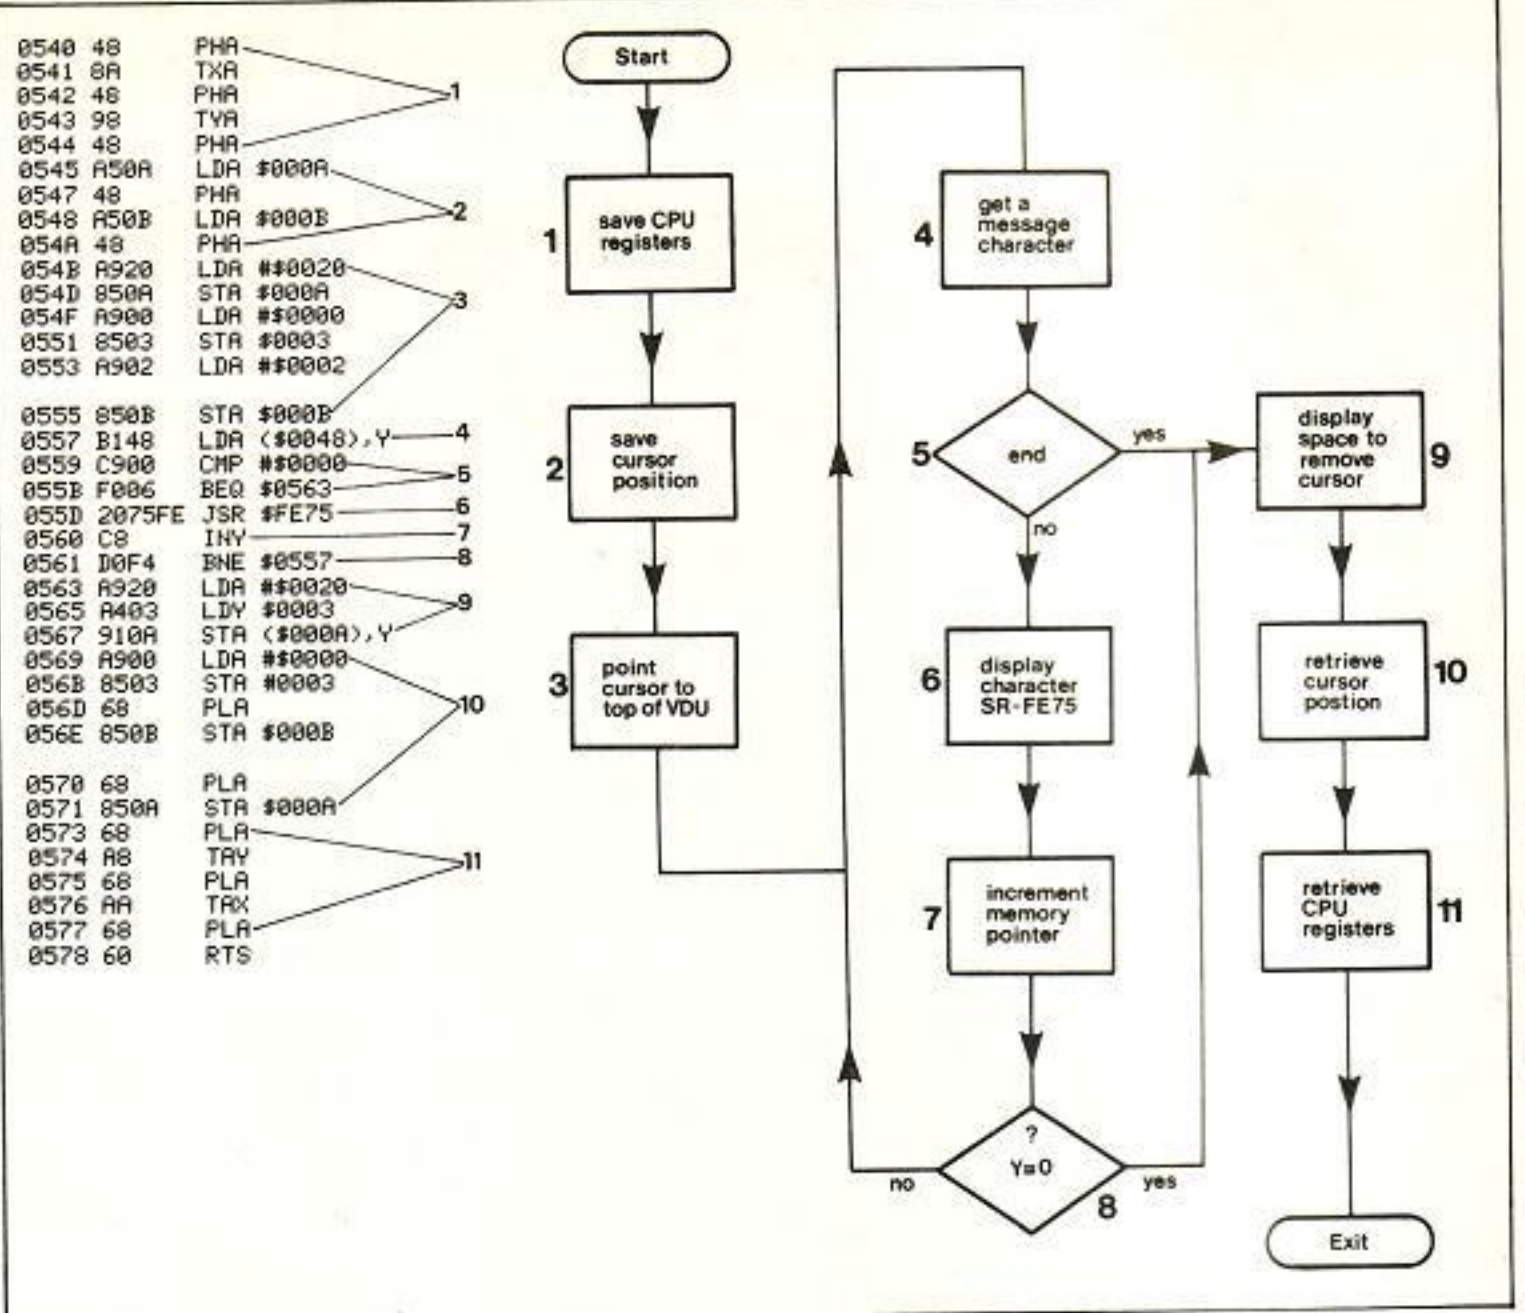 0540 48 PHA
0541 8A TXA
0542 48 PHA
0543 98 TYA
0544 48 PHA
0545 A50A LDA $000A
0547 48 PHA
0548 A50B LDA $000B
054A 48 PHA
054B A920 LDA #$0020
054D 850A STA $000A
054F A900 LDA #$0000
0551 8503 STA $0003
0553 A902 LDA #$0002
0555 850B STA $000B
0557 B148 LDA ($0048),Y
0559 C900 CMP #$0000
055B F006 BEQ $0563
055D 2075FE JSR $FE75
0560 C8 INY
0561 D0F4 BNE $0557
0563 A920 LDA #$0020
0565 A403 LDY $0003
0567 910A STA ($000A),Y
0569 A900 LDA #$0000
056B 8503 STA #0003
056D 68 PLA
056E 850B STA $000B
0570 68 PLA
0571 850A STA $000A
0573 68 PLA
0574 A8 TAY
0575 68 PLA
0576 AA TAX
0577 68 PLA
0578 60 RTS
1
2
3
4
5
6
7
8
9
10
11
Start
1
save CPU
registers
2
save
cursor
position
3
point
cursor to
top of VDU
4
get a
message
character
5
end
yes
no
6
display
character
SR-FE75
7
increment
memory
pointer
?
Y=0
8
no
yes
display
space to
remove
cursor
9
retrieve
cursor
postion
10
retrieve
CPU
registers
11
Exit